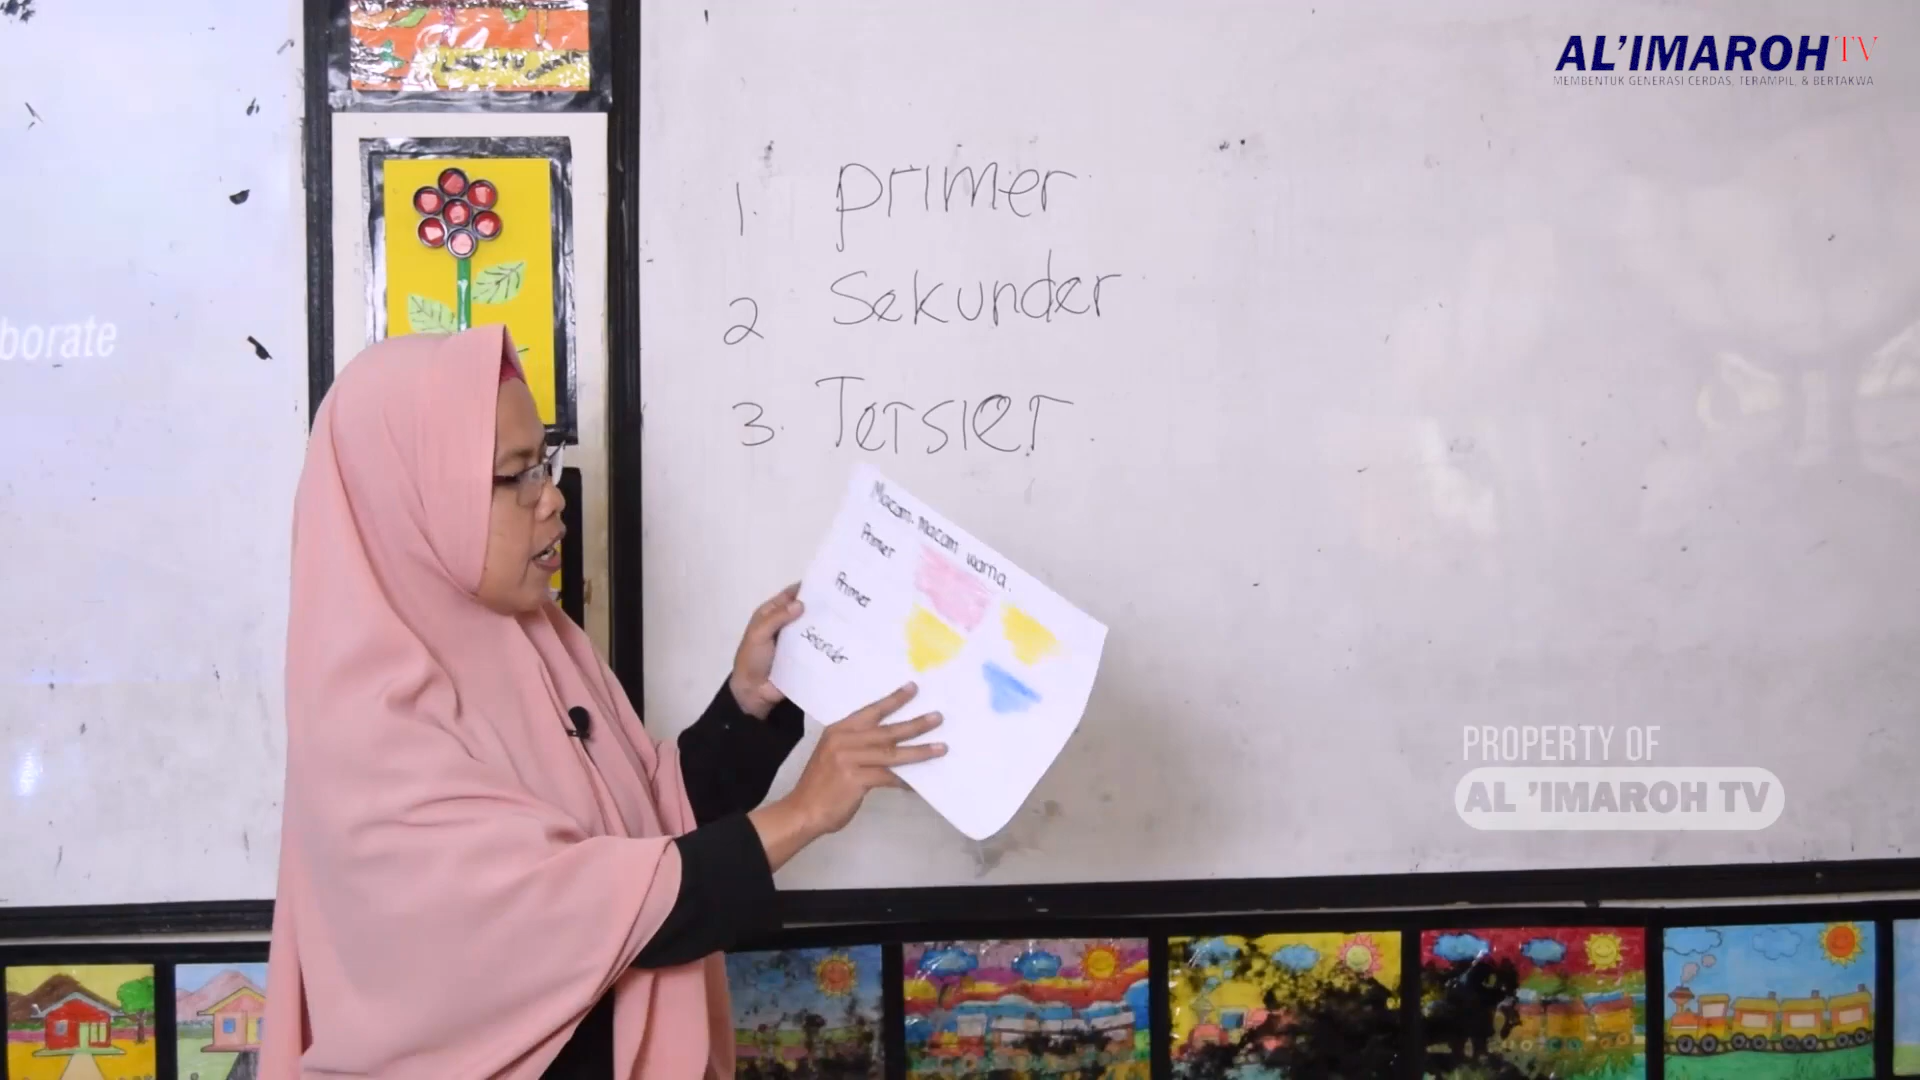 AL'IMAROH TV
MEMBENTUK GENERASI CERDAS, TERAMPIL, & BERTAKWA
borate
1. primer
2 Sekunder
3. Tersier
Macam-macam warna.
Primer
Primer
Sekunder
PROPERTY OF
AL 'IMAROH TV